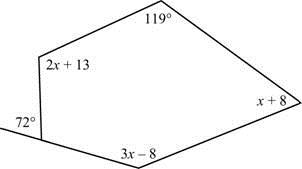 119°
2x + 13
x + 8
72°
3x – 8